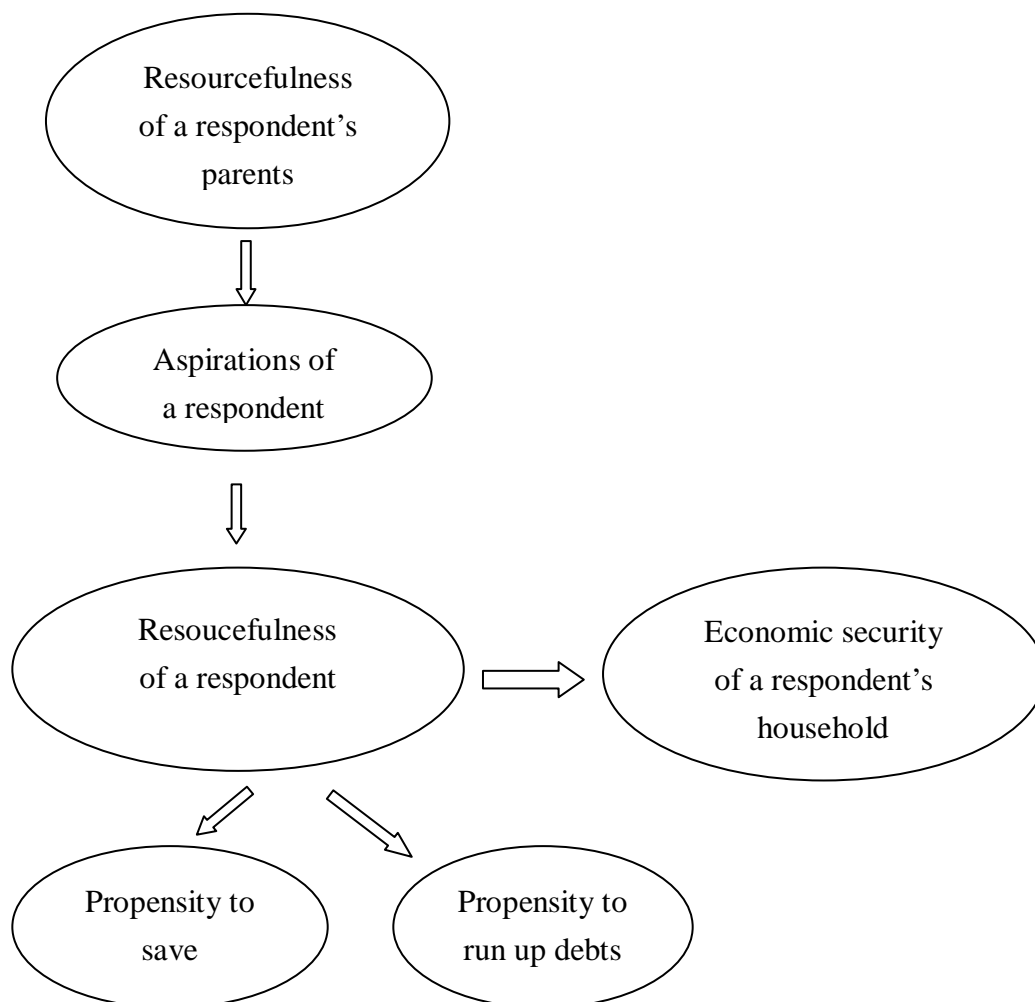 Resourcefulness
of a respondent’s
parents
Aspirations of
a respondent
Resoucefulness
of a respondent
Economic security
of a respondent’s
household
Propensity to
save
Propensity to
run up debts